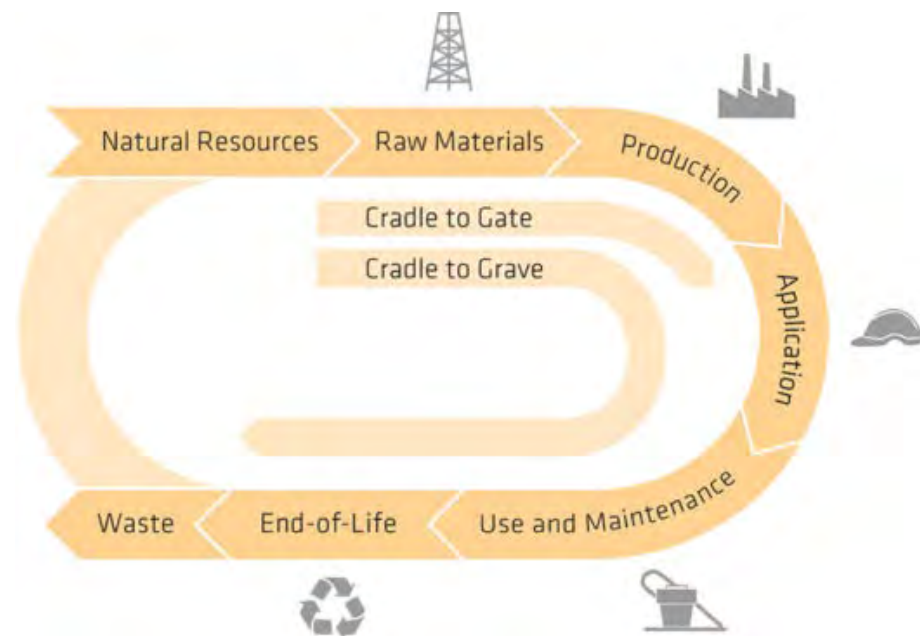 Natural Resources
Raw Materials
Production
Cradle to Gate
Cradle to Grave
Application
Use and Maintenance
End-of-Life
Waste